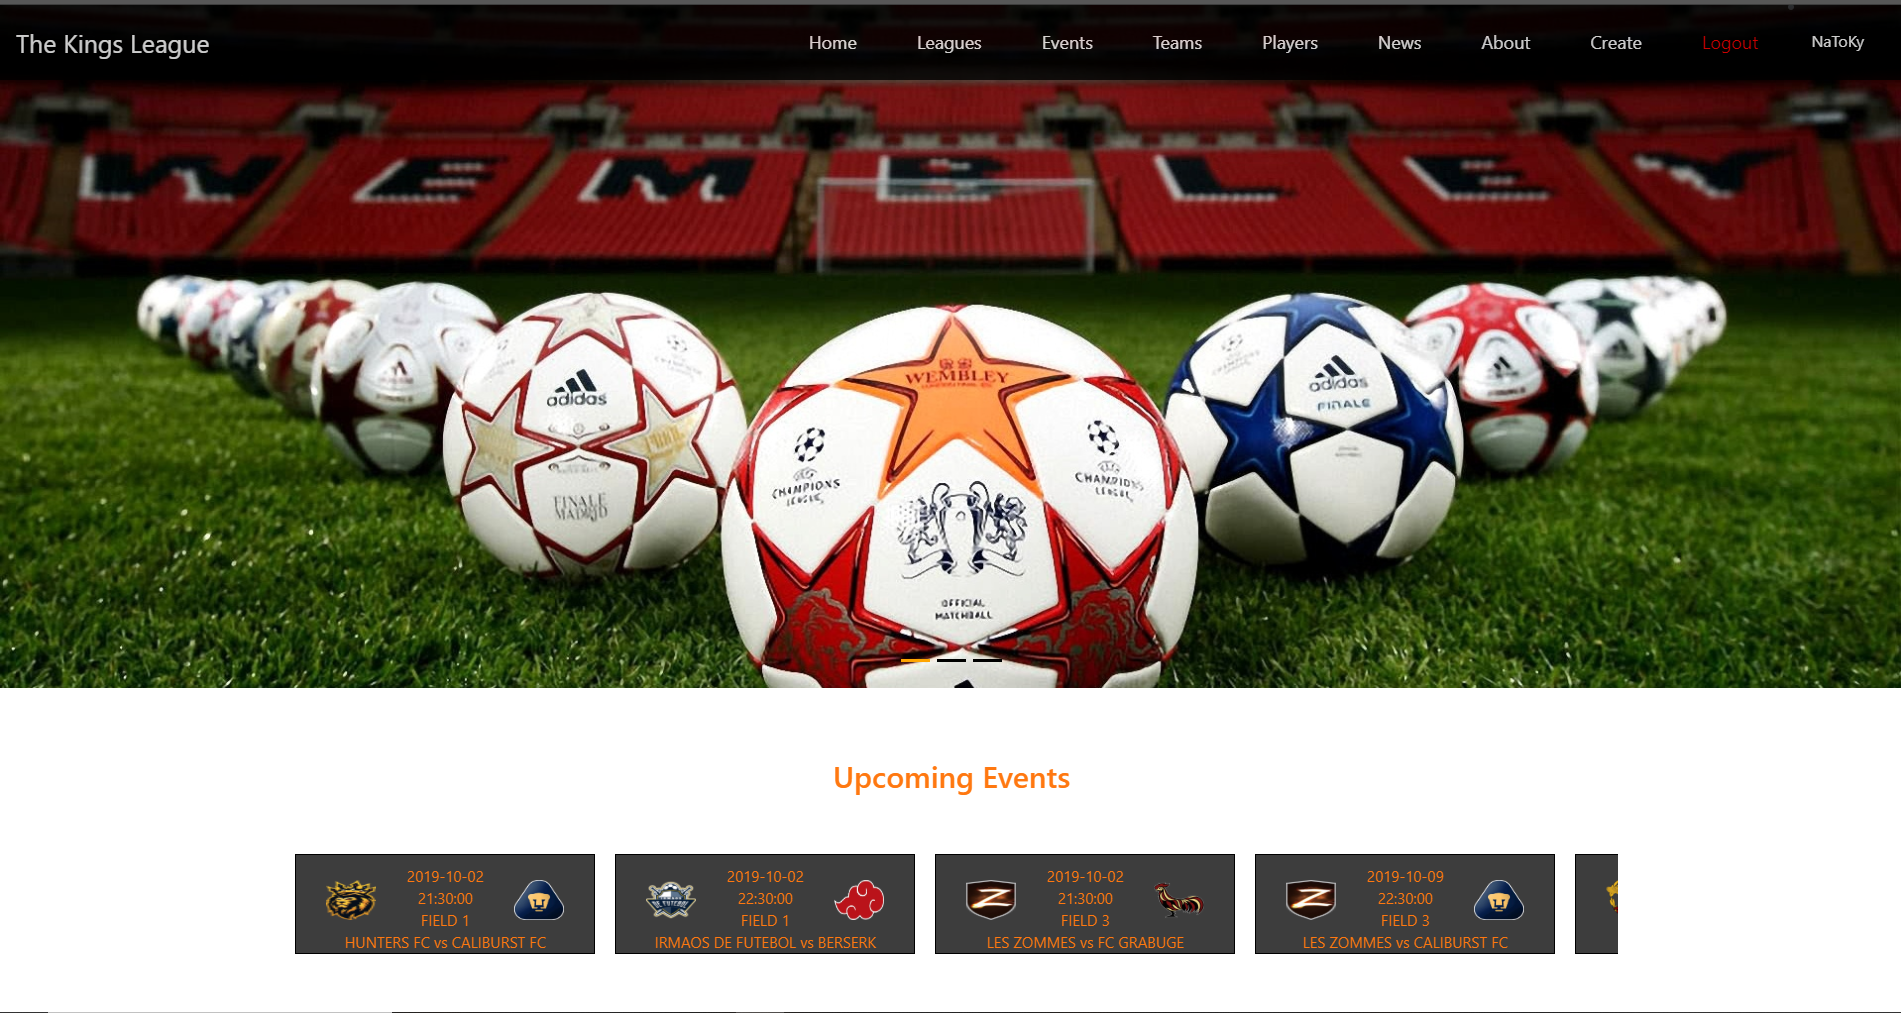 The Kings League
Home Leagues Events Teams Players News About Create Logout NaToKy
WEMBLEY
WEMBLEY
adidas
adidas
FINALE
CHAMPIONS
LEAGUE
CHAMPIONS
LEAGUE
FINALE
MADRID
OFFICIAL
MATCHBALL
Upcoming Events
2019-10-02
21:30:00
FIELD 1
HUNTERS FC vs CALIBURST FC
2019-10-02
22:30:00
FIELD 1
IRMAOS DE FUTEBOL vs BERSERK
2019-10-02
21:30:00
FIELD 3
LES ZOMMES vs FC GRABUGE
2019-10-09
22:30:00
FIELD 3
LES ZOMMES vs CALIBURST FC